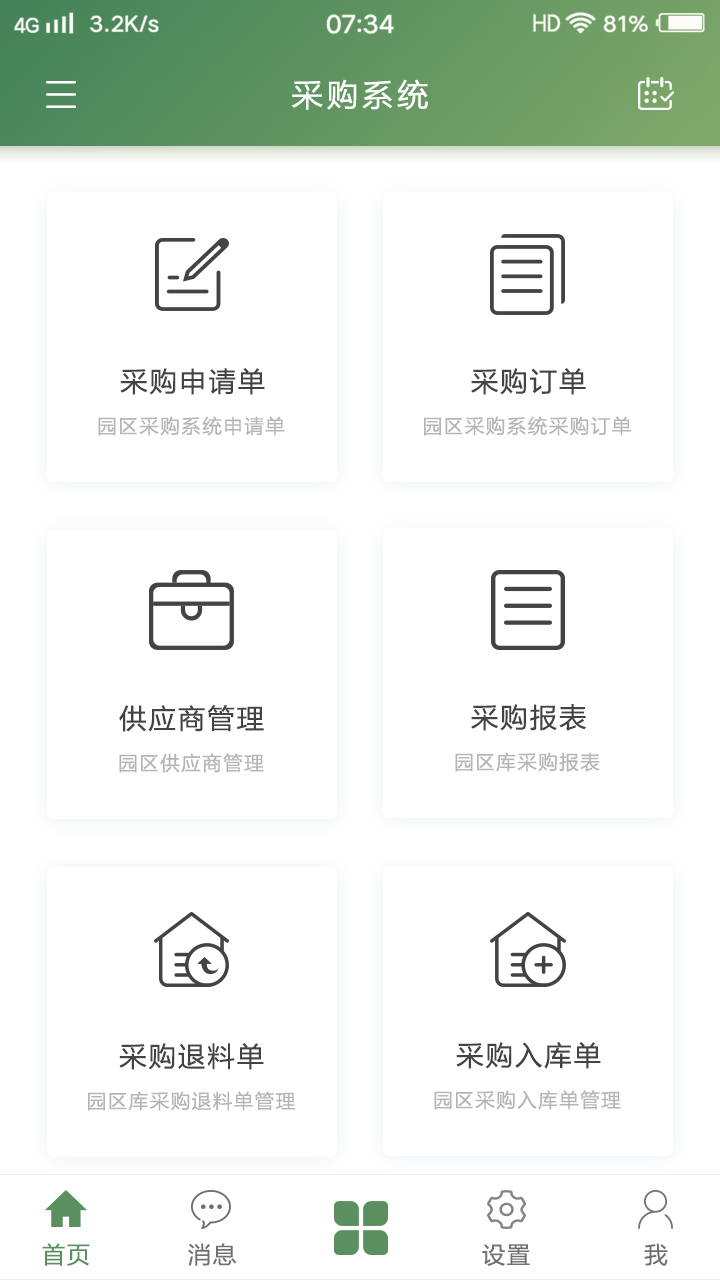 4G 3.2K/s 07:34 HD 81%
采购系统
采购申请单
园区采购系统申请单
采购订单
园区采购系统采购订单
供应商管理
园区供应商管理
采购报表
园区库采购报表
采购退料单
园区库采购退料单管理
采购入库单
园区采购入库单管理
首页 消息 设置 我